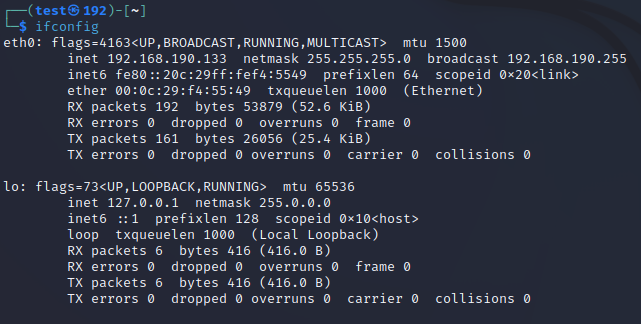 ┌──(test㉿192)-[~]
└─$ ifconfig
eth0: flags=4163<UP,BROADCAST,RUNNING,MULTICAST>  mtu 1500
        inet 192.168.190.133  netmask 255.255.255.0  broadcast 192.168.190.255
        inet6 fe80::20c:29ff:fef4:5549  prefixlen 64  scopeid 0×20<link>
        ether 00:0c:29:f4:55:49  txqueuelen 1000  (Ethernet)
        RX packets 192  bytes 53879 (52.6 KiB)
        RX errors 0  dropped 0  overruns 0  frame 0
        TX packets 161  bytes 26056 (25.4 KiB)
        TX errors 0  dropped 0 overruns 0  carrier 0  collisions 0

lo: flags=73<UP,LOOPBACK,RUNNING>  mtu 65536
        inet 127.0.0.1  netmask 255.0.0.0
        inet6 ::1  prefixlen 128  scopeid 0×10<host>
        loop  txqueuelen 1000  (Local Loopback)
        RX packets 6  bytes 416 (416.0 B)
        RX errors 0  dropped 0  overruns 0  frame 0
        TX packets 6  bytes 416 (416.0 B)
        TX errors 0  dropped 0 overruns 0  carrier 0  collisions 0